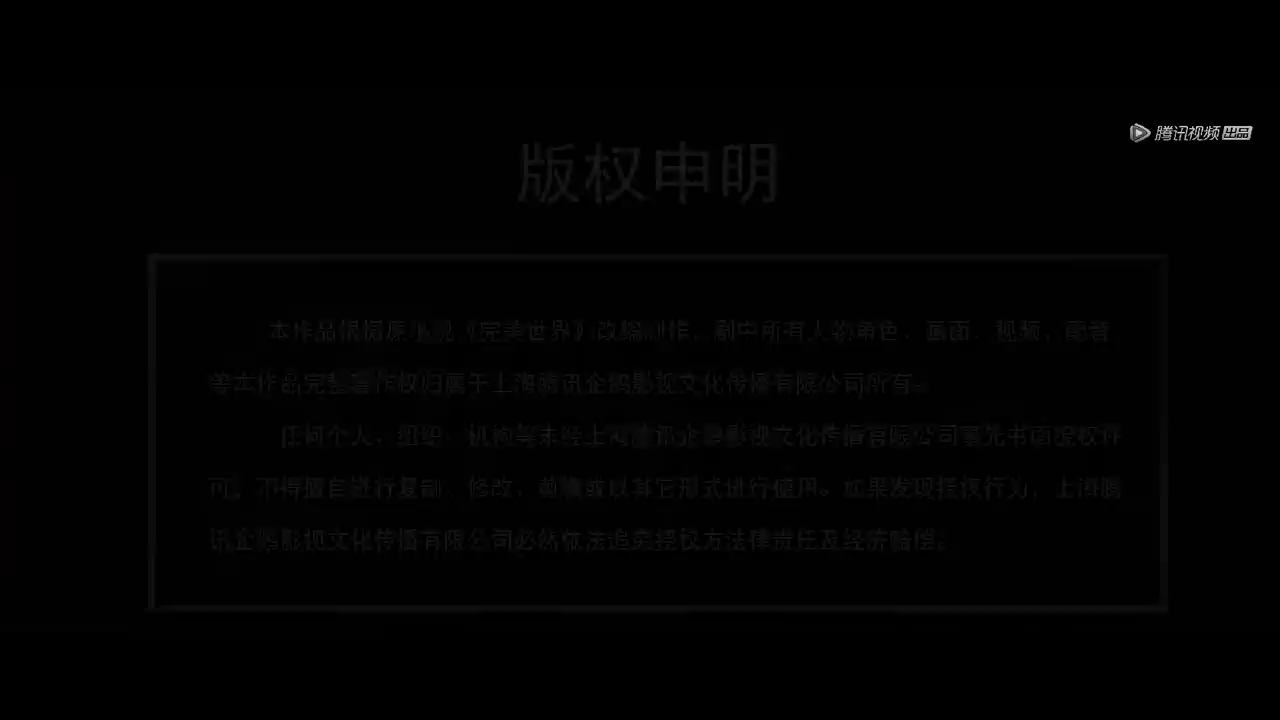 腾讯视频 出品
版权申明
本作品根据原小说《完美世界》改编制作，剧中所有人物角色、画面、视频、配音
等本作品完整著作权归属于上海腾讯企鹅影视文化传播有限公司所有。
任何个人、组织、机构等未经上海腾讯企鹅影视文化传播有限公司事先书面授权许
可，不得擅自进行复制、修改、剪辑或以其它形式进行使用。如果发现侵权行为，上海腾
讯企鹅影视文化传播有限公司必然依法追究侵权方法律责任及经济赔偿。